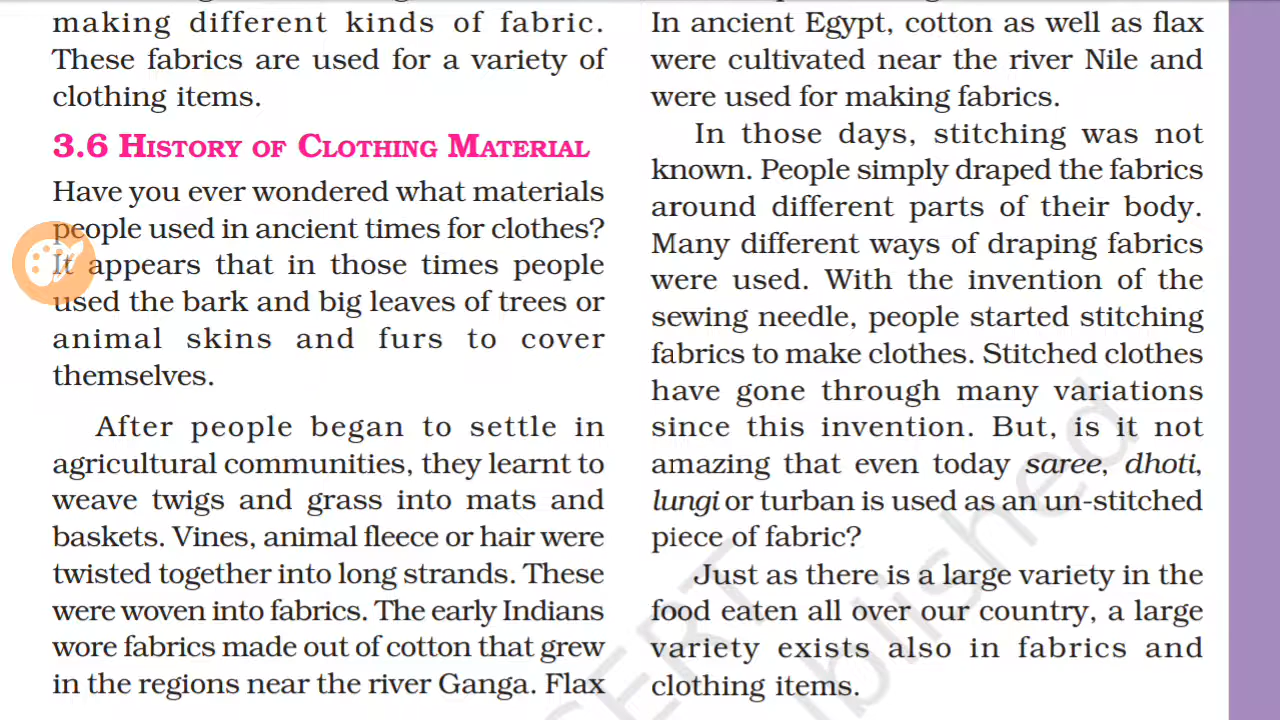 making different kinds of fabric.
These fabrics are used for a variety of
clothing items.
3.6 HISTORY OF CLOTHING MATERIAL
Have you ever wondered what materials
people used in ancient times for clothes?
It appears that in those times people
used the bark and big leaves of trees or
animal skins and furs to cover
themselves.
After people began to settle in
agricultural communities, they learnt to
weave twigs and grass into mats and
baskets. Vines, animal fleece or hair were
twisted together into long strands. These
were woven into fabrics. The early Indians
wore fabrics made out of cotton that grew
in the regions near the river Ganga. Flax
In ancient Egypt, cotton as well as flax
were cultivated near the river Nile and
were used for making fabrics.
In those days, stitching was not
known. People simply draped the fabrics
around different parts of their body.
Many different ways of draping fabrics
were used. With the invention of the
sewing needle, people started stitching
fabrics to make clothes. Stitched clothes
have gone through many variations
since this invention. But, is it not
amazing that even today saree, dhoti,
lungi or turban is used as an un-stitched
piece of fabric?
Just as there is a large variety in the
food eaten all over our country, a large
variety exists also in fabrics and
clothing items.